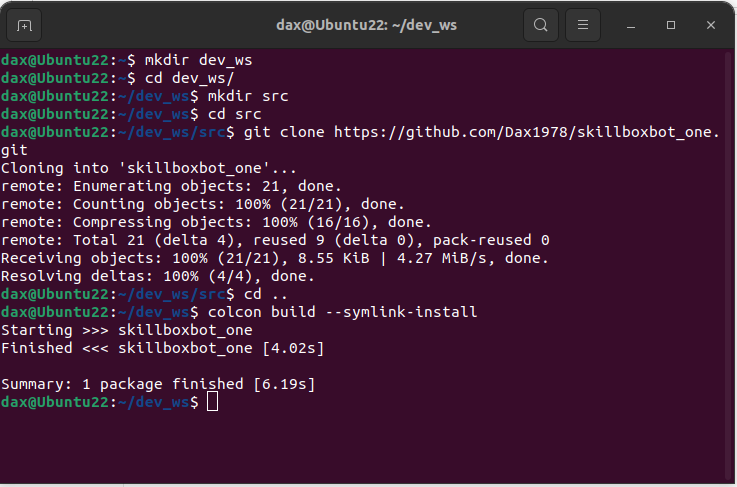 dax@Ubuntu22: ~/dev_ws
dax@Ubuntu22:~$ mkdir dev_ws
dax@Ubuntu22:~$ cd dev_ws/
dax@Ubuntu22:~/dev_ws$ mkdir src
dax@Ubuntu22:~/dev_ws$ cd src
dax@Ubuntu22:~/dev_ws/src$ git clone https://github.com/Dax1978/skillboxbot_one.
git
Cloning into 'skillboxbot_one'...
remote: Enumerating objects: 21, done.
remote: Counting objects: 100% (21/21), done.
remote: Compressing objects: 100% (16/16), done.
remote: Total 21 (delta 4), reused 9 (delta 0), pack-reused 0
Receiving objects: 100% (21/21), 8.55 KiB | 4.27 MiB/s, done.
Resolving deltas: 100% (4/4), done.
dax@Ubuntu22:~/dev_ws/src$ cd ..
dax@Ubuntu22:~/dev_ws$ colcon build --symlink-install
Starting >>> skillboxbot_one
Finished <<< skillboxbot_one [4.02s]

Summary: 1 package finished [6.19s]
dax@Ubuntu22:~/dev_ws$